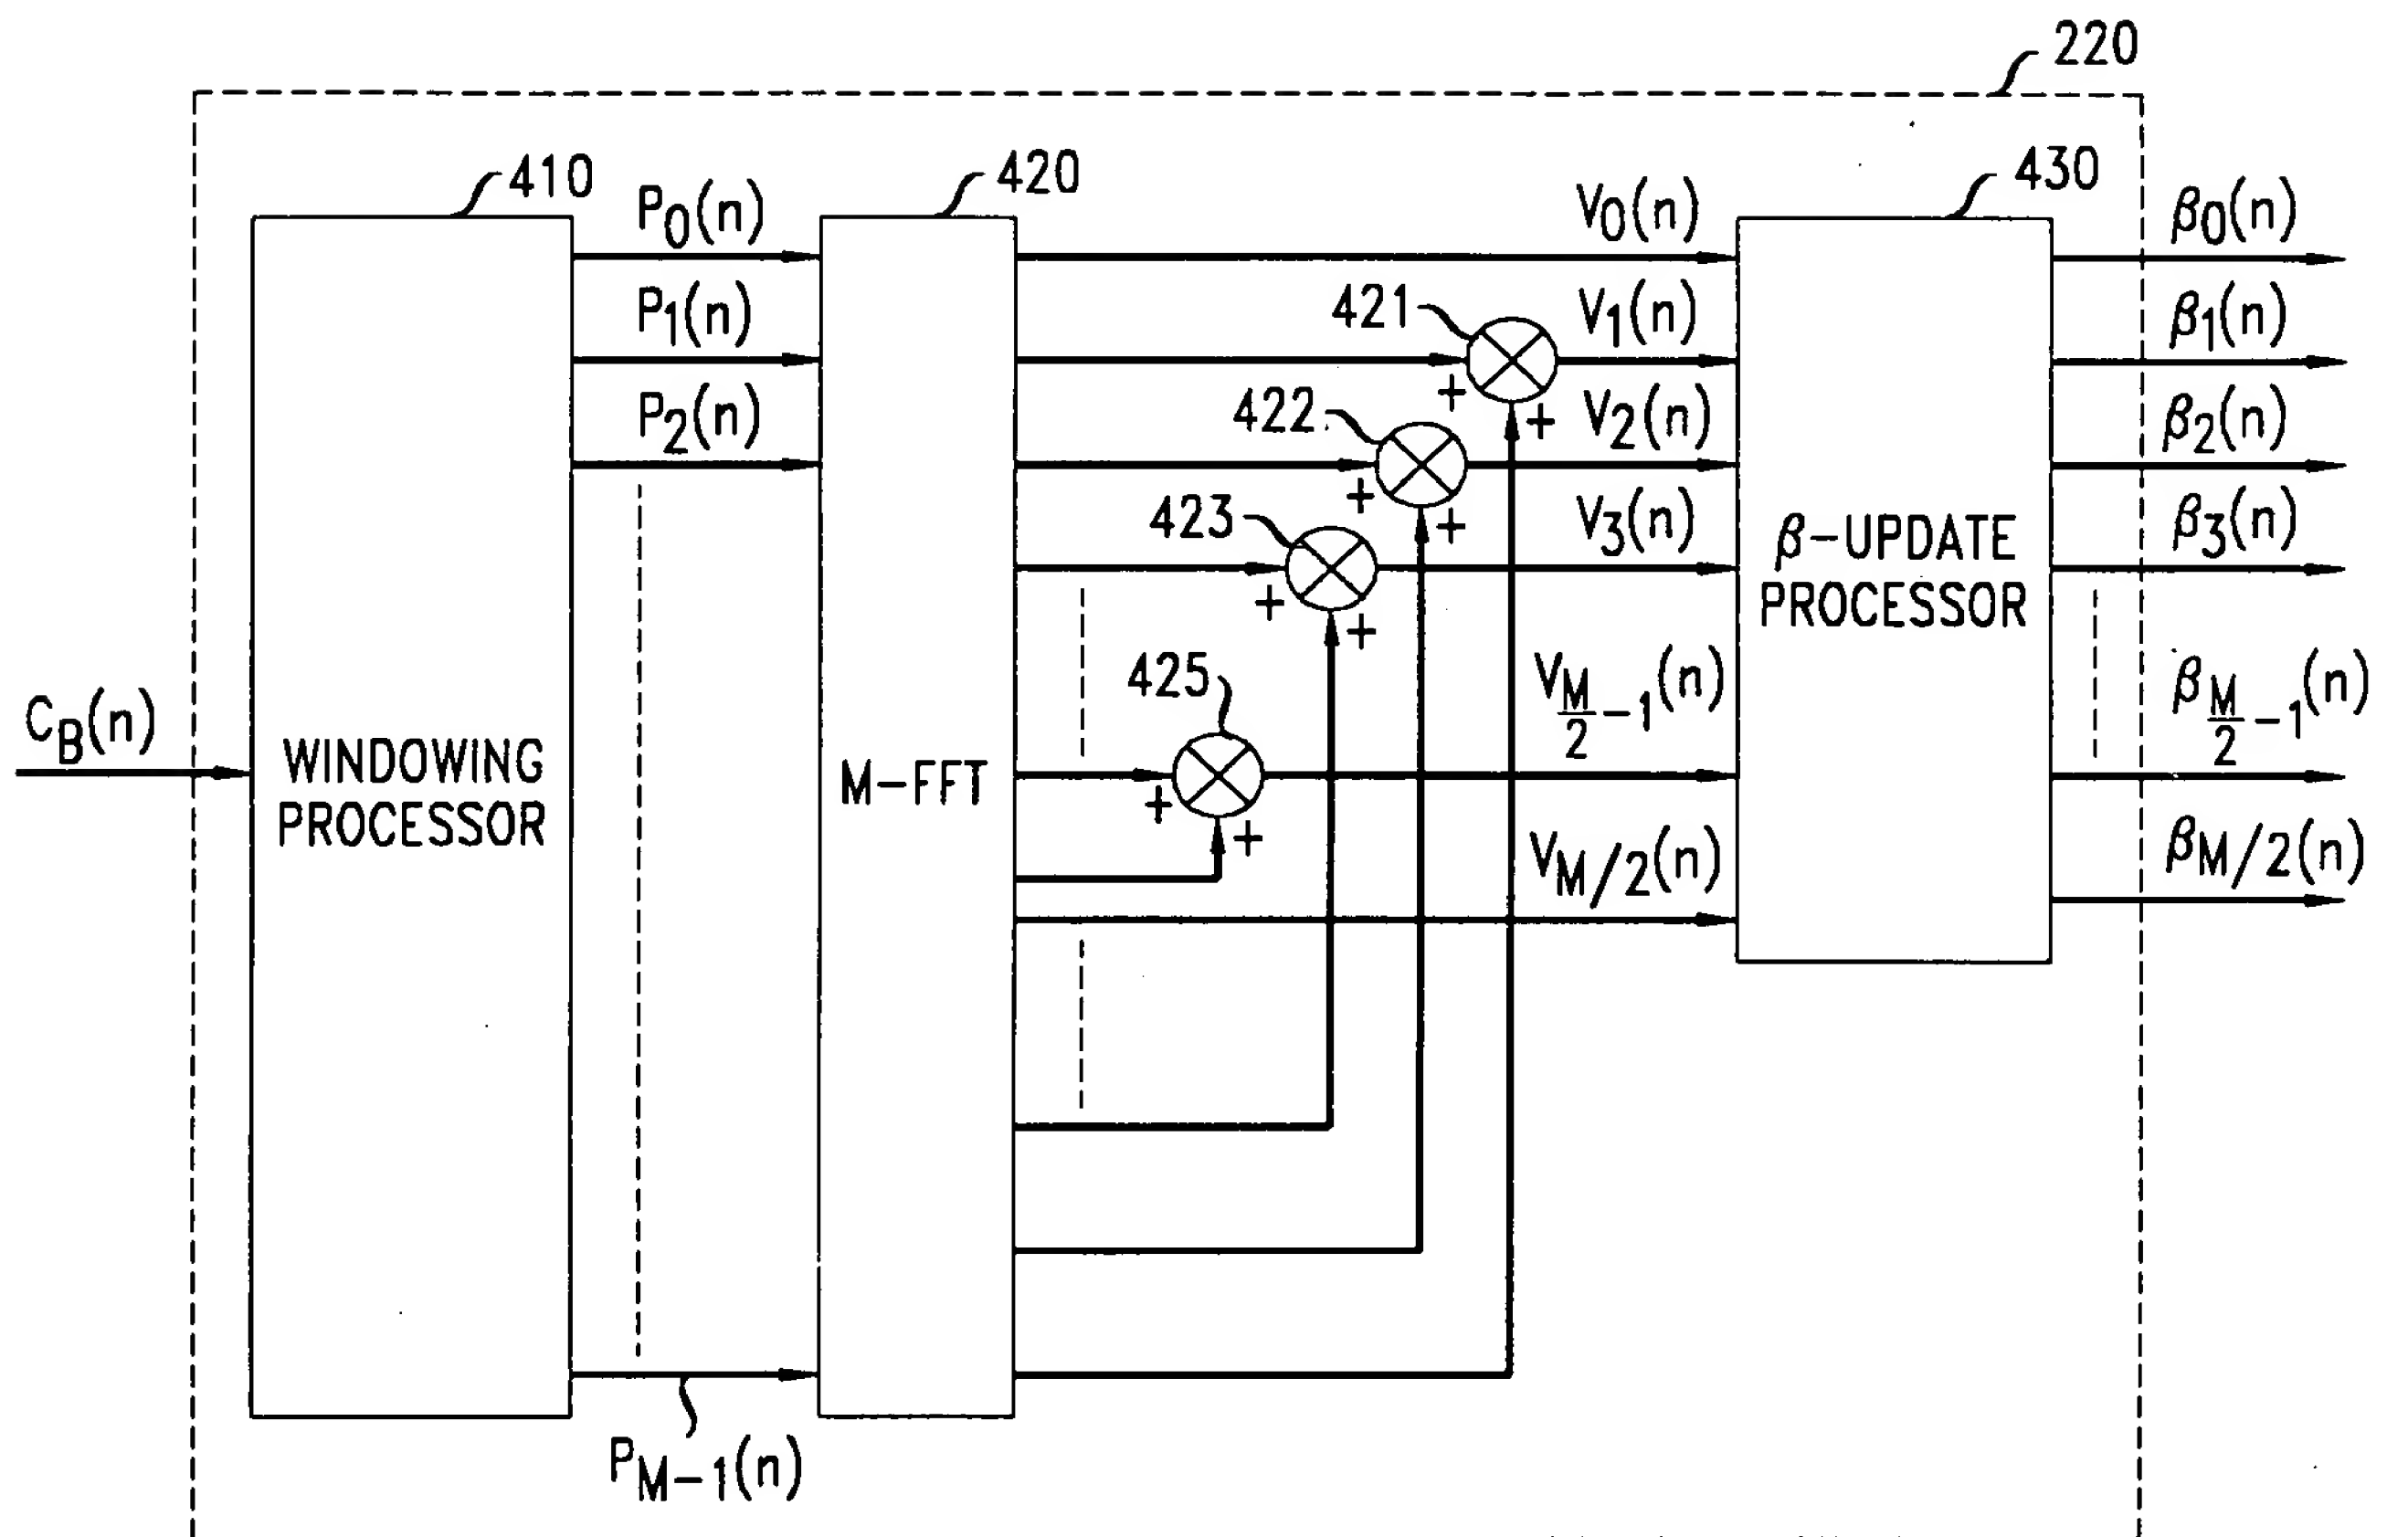 220
410
420
430
P0(n)
P1(n)
P2(n)
PM-1(n)
V0(n)
421
V1(n)
+
+
422
V2(n)
+
+
423
V3(n)
+
+
425
VM/2-1(n)
+
+
VM/2(n)
CB(n)
WINDOWING
PROCESSOR
M-FFT
β-UPDATE
PROCESSOR
β0(n)
β1(n)
β2(n)
β3(n)
βM/2-1(n)
βM/2(n)